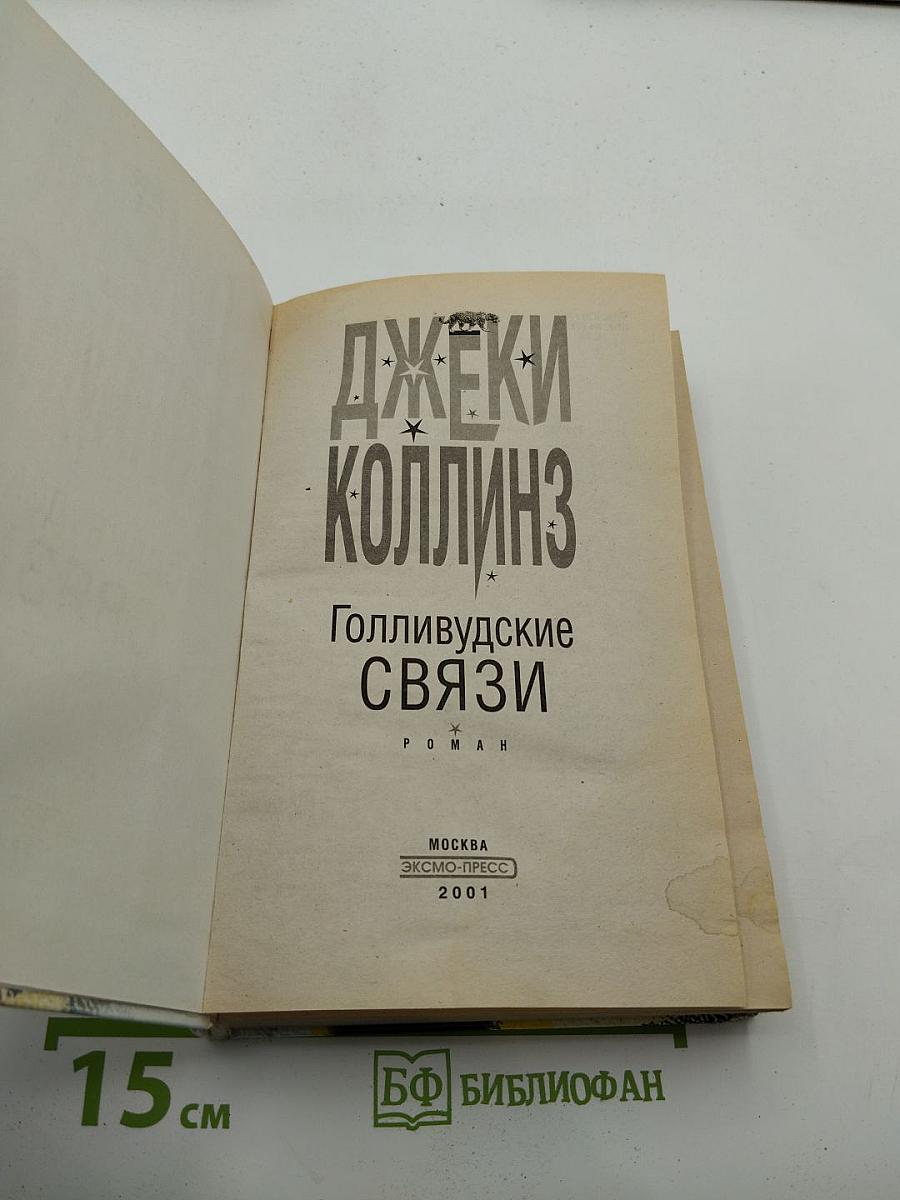 ДЖЕКИ
КОЛЛИНЗ
Голливудские
СВЯЗИ
РОМАН
МОСКВА
ЭКСМО-ПРЕСС
2001
15 см
БФ БИБЛИОФАН